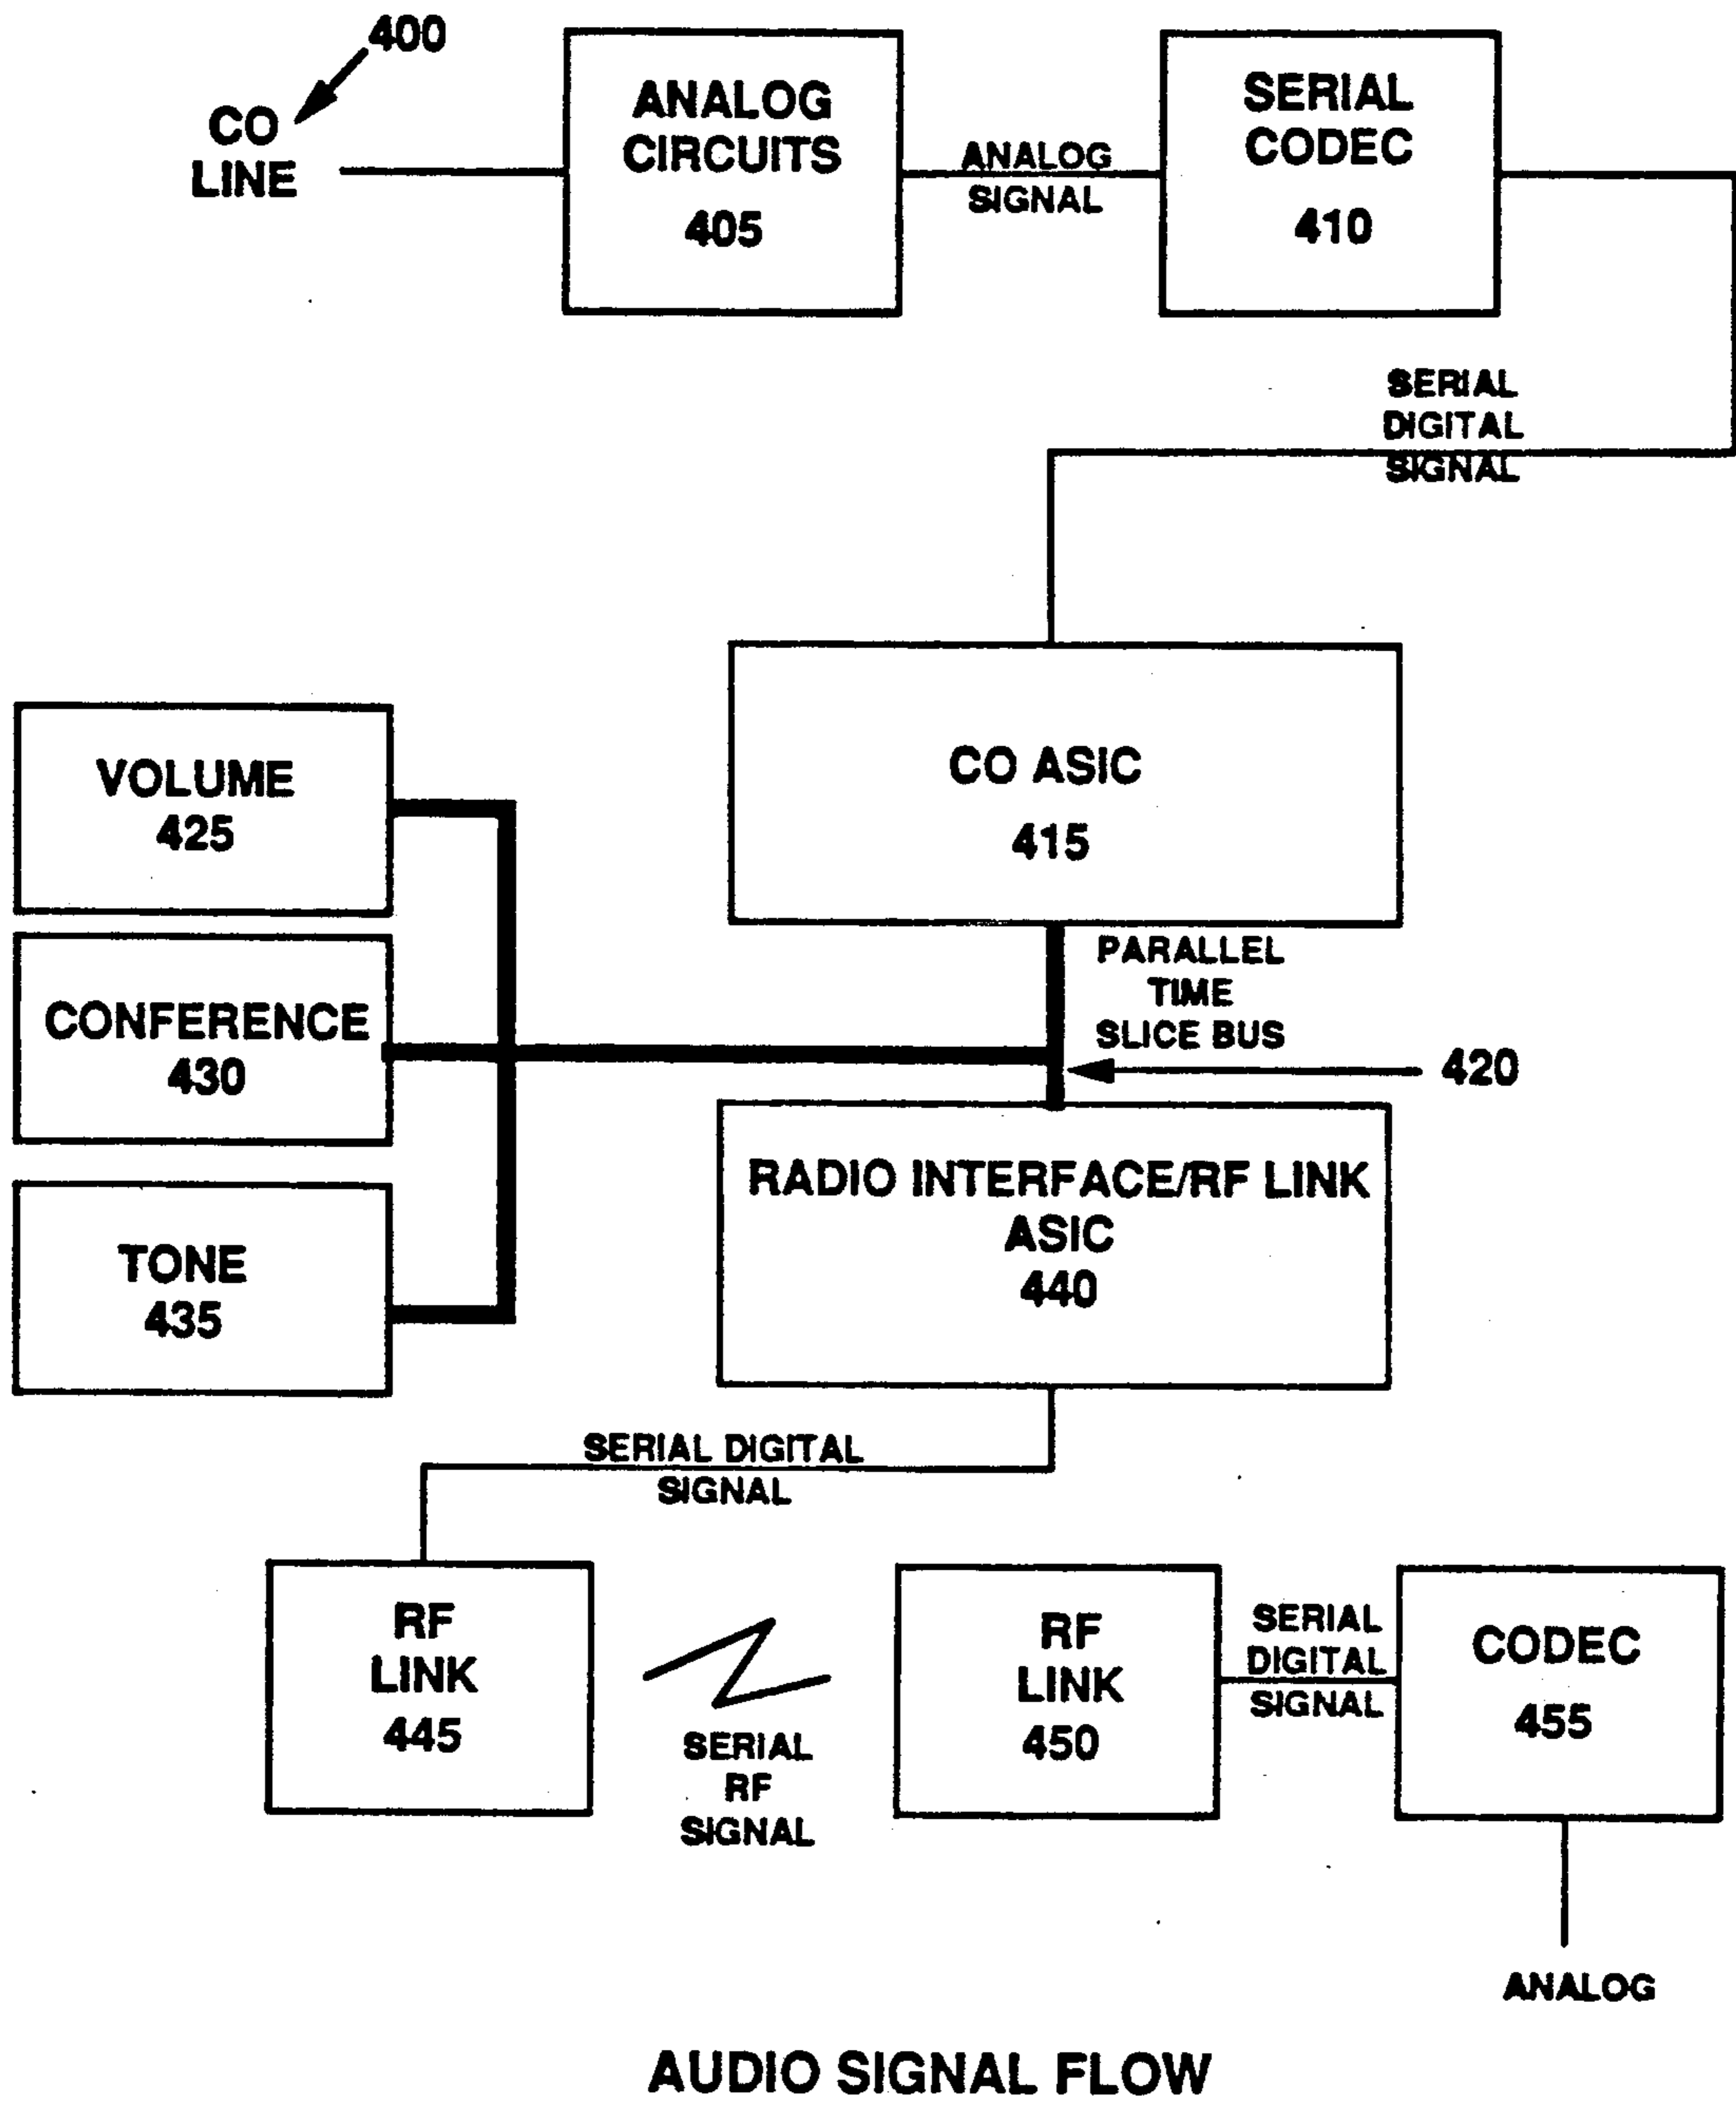 400
CO
LINE
ANALOG
CIRCUITS
405
ANALOG
SIGNAL
SERIAL
CODEC
410
SERIAL
DIGITAL
SIGNAL
CO ASIC
415
VOLUME
425
PARALLEL
TIME
SLICE BUS
CONFERENCE
430
420
RADIO INTERFACE/RF LINK
ASIC
440
TONE
435
SERIAL DIGITAL
SIGNAL
RF
LINK
445
SERIAL
RF
SIGNAL
RF
LINK
450
SERIAL
DIGITAL
SIGNAL
CODEC
455
ANALOG
AUDIO SIGNAL FLOW